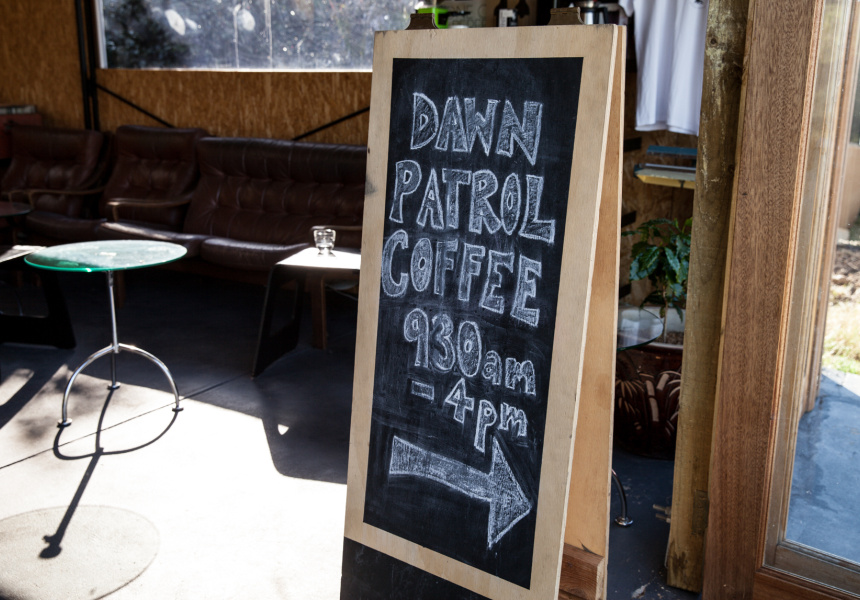 DAWN
PATROL
COFFEE
930am
- 4pm